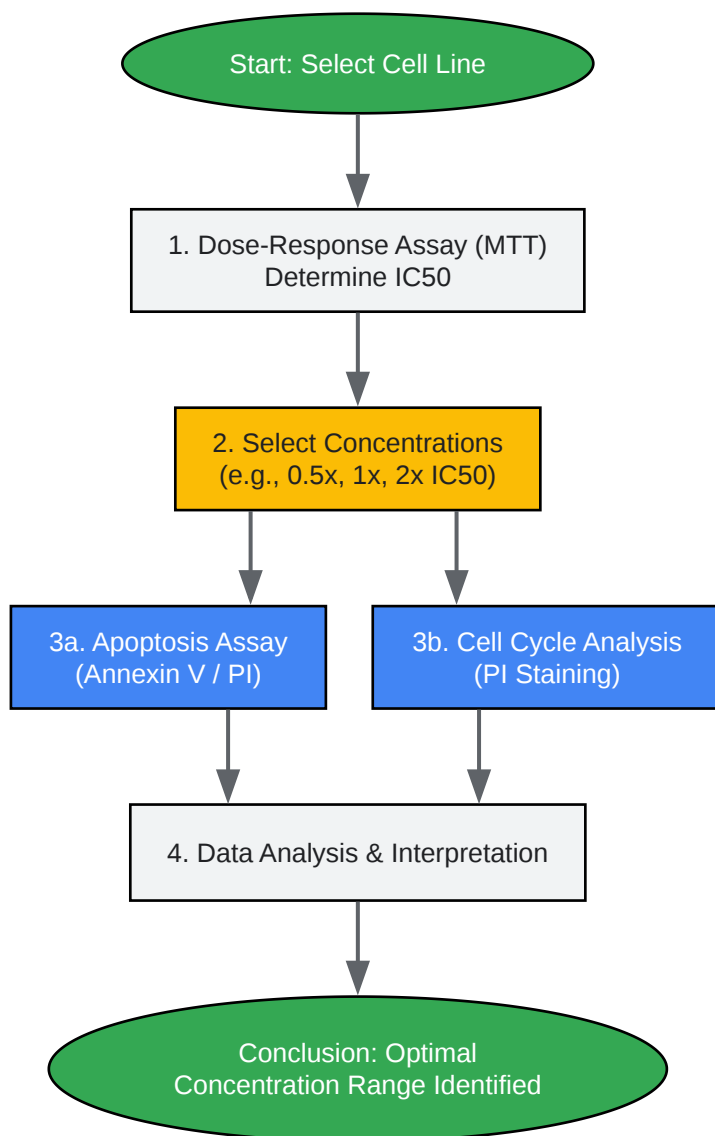 Start: Select Cell Line
1. Dose-Response Assay (MTT)
Determine IC50
2. Select Concentrations
(e.g., 0.5x, 1x, 2x IC50)
3a. Apoptosis Assay
(Annexin V / PI)
3b. Cell Cycle Analysis
(PI Staining)
4. Data Analysis & Interpretation
Conclusion: Optimal
Concentration Range Identified